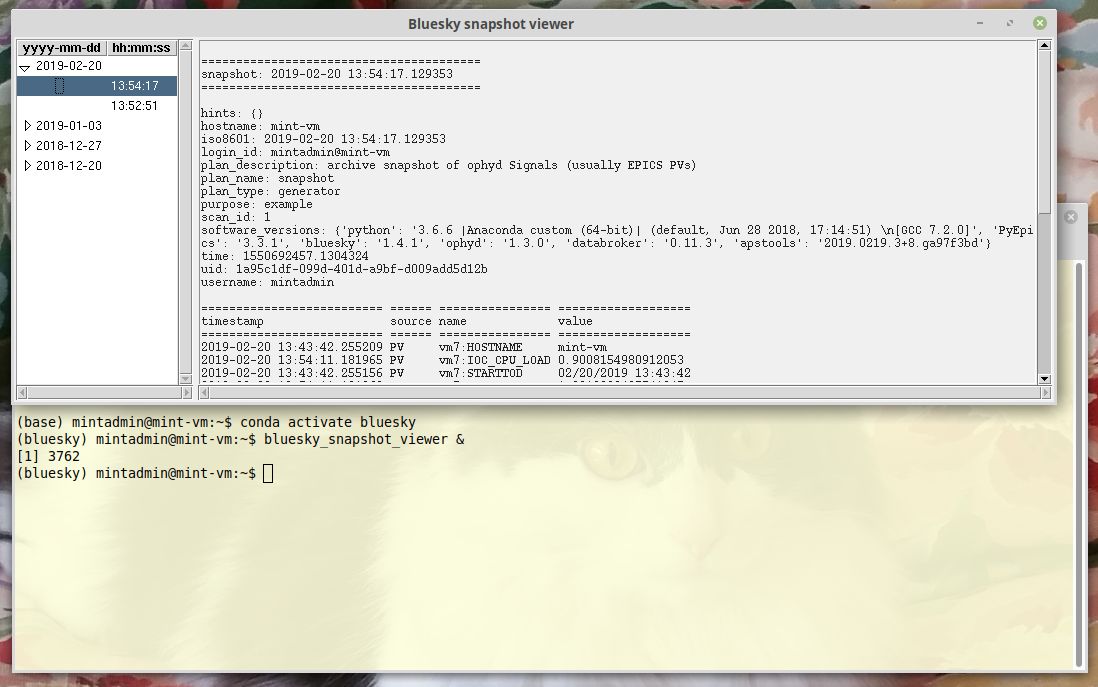 Bluesky snapshot viewer
yyyy-mm-dd hh:mm:ss
2019-02-20
13:54:17
13:52:51
2019-01-03
2018-12-27
2018-12-20
========================================
snapshot: 2019-02-20 13:54:17.129353
========================================
hints: {}
hostname: mint-vm
iso8601: 2019-02-20 13:54:17.129353
login_id: mintadmin@mint-vm
plan_description: archive snapshot of ophyd Signals (usually EPICS PVs)
plan_name: snapshot
plan_type: generator
purpose: example
scan_id: 1
software_versions: {'python': '3.6.6 |Anaconda custom (64-bit)| (default, Jun 28 2018, 17:14:51) \n[GCC 7.2.0]', 'PyEpi
cs': '3.3.1', 'bluesky': '1.4.1', 'ophyd': '1.3.0', 'databroker': '0.11.3', 'apstools': '2019.0219.3+8.ga97f3bd'}
time: 1550692457.1304324
uid: 1a95c1df-099d-401d-a9bf-d009add5d12b
username: mintadmin
========================== ====== ================ ===================
timestamp source name value
========================== ====== ================ ===================
2019-02-20 13:43:42.255209 PV vm7:HOSTNAME mint-vm
2019-02-20 13:54:11.181965 PV vm7:IOC_CPU_LOAD 0.9008154980912053
2019-02-20 13:43:42.255156 PV vm7:STARTTOD 02/20/2019 13:43:42
(base) mintadmin@mint-vm:~$ conda activate bluesky
(bluesky) mintadmin@mint-vm:~$ bluesky_snapshot_viewer &
[1] 3762
(bluesky) mintadmin@mint-vm:~$